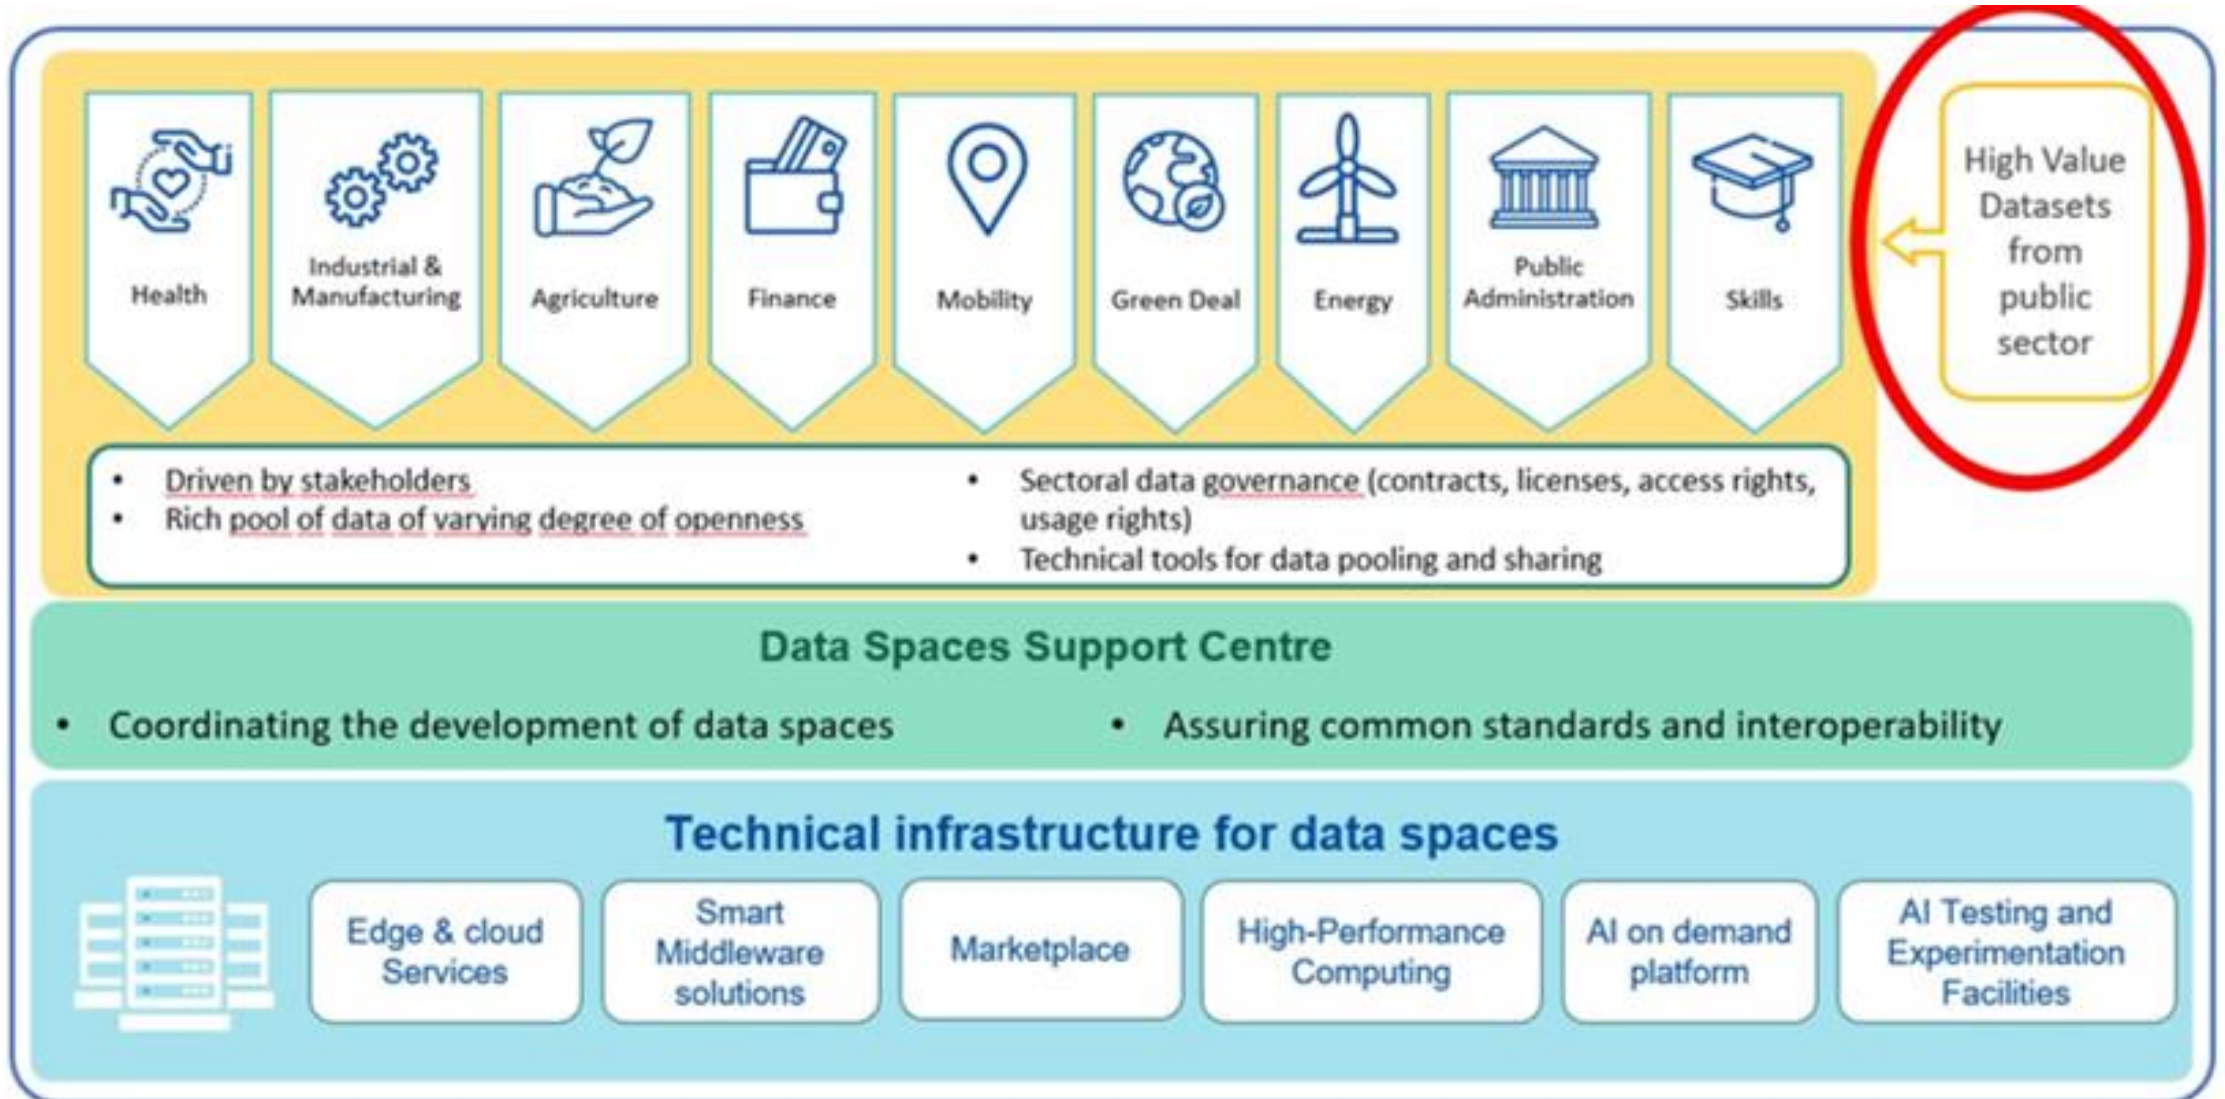 Health
Industrial &
Manufacturing
Agriculture
Finance
Mobility
Green Deal
Energy
Public
Administration
Skills
High Value
Datasets
from
public
sector
• Driven by stakeholders
• Rich pool of data of varying degree of openness
• Sectoral data governance (contracts, licenses, access rights,
usage rights)
• Technical tools for data pooling and sharing
Data Spaces Support Centre
• Coordinating the development of data spaces
• Assuring common standards and interoperability
Technical infrastructure for data spaces
Edge & cloud
Services
Smart
Middleware
solutions
Marketplace
High-Performance
Computing
AI on demand
platform
AI Testing and
Experimentation
Facilities